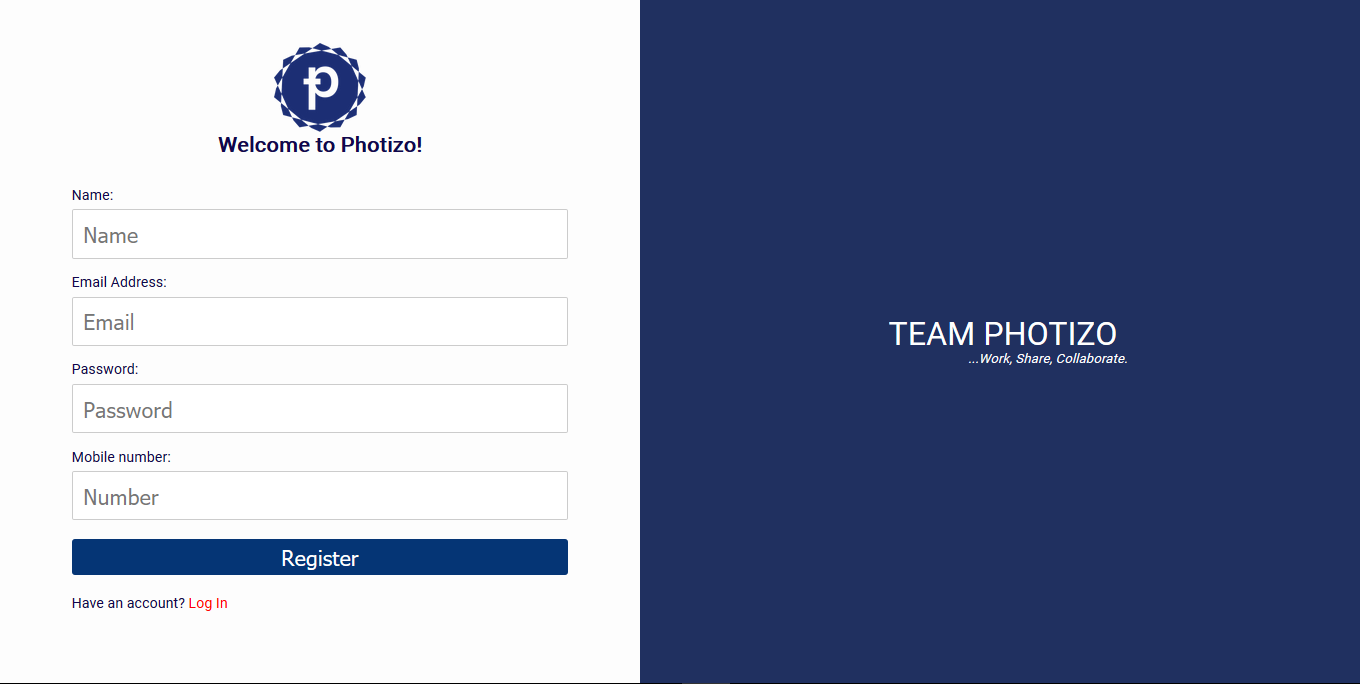 Welcome to Photizo!
Name:
Name
Email Address:
Email
Password:
Password
Mobile number:
Number
Register
Have an account? Log In
TEAM PHOTIZO
...Work, Share, Collaborate.